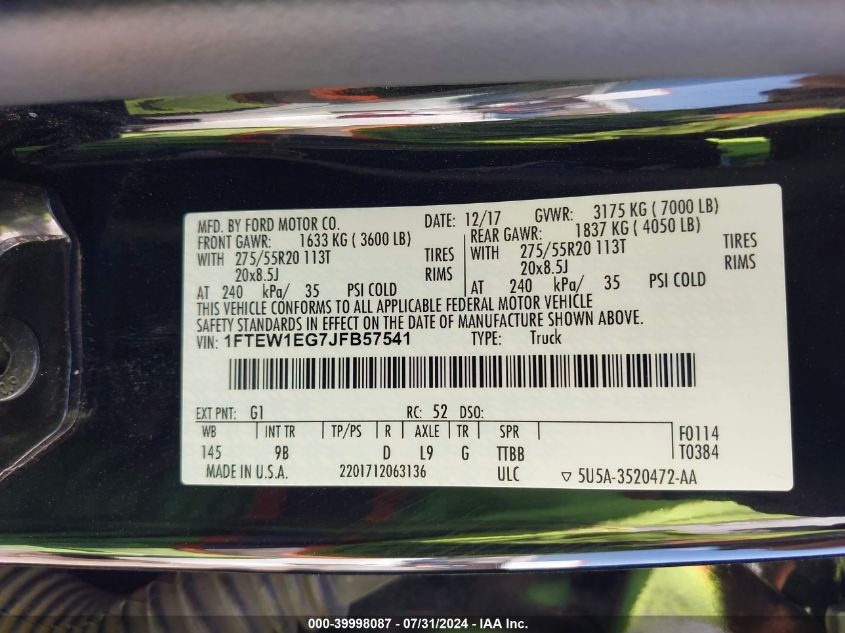 MFD. BY FORD MOTOR CO. DATE: 12/17 GVWR: 3175 KG ( 7000 LB)
FRONT GAWR: 1633 KG ( 3600 LB) REAR GAWR: 1837 KG ( 4050 LB)
WITH 275/55R20 113T TIRES WITH 275/55R20 113T TIRES
20x8.5J RIMS 20x8.5J RIMS
AT 240 kPa/ 35 PSI COLD AT 240 kPa/ 35 PSI COLD
THIS VEHICLE CONFORMS TO ALL APPLICABLE FEDERAL MOTOR VEHICLE
SAFETY STANDARDS IN EFFECT ON THE DATE OF MANUFACTURE SHOWN ABOVE.
VIN: 1FTEW1EG7JFB57541 TYPE: Truck
EXT PNT: G1 RC: 52 DSO:
WB INT TR TP/PS R AXLE TR SPR F0114
145 9B D L9 G TTBB T0384
MADE IN U.S.A. 2201712063136 ULC ▽ 5U5A-3520472-AA
000-39998087 - 07/31/2024 - IAA Inc.